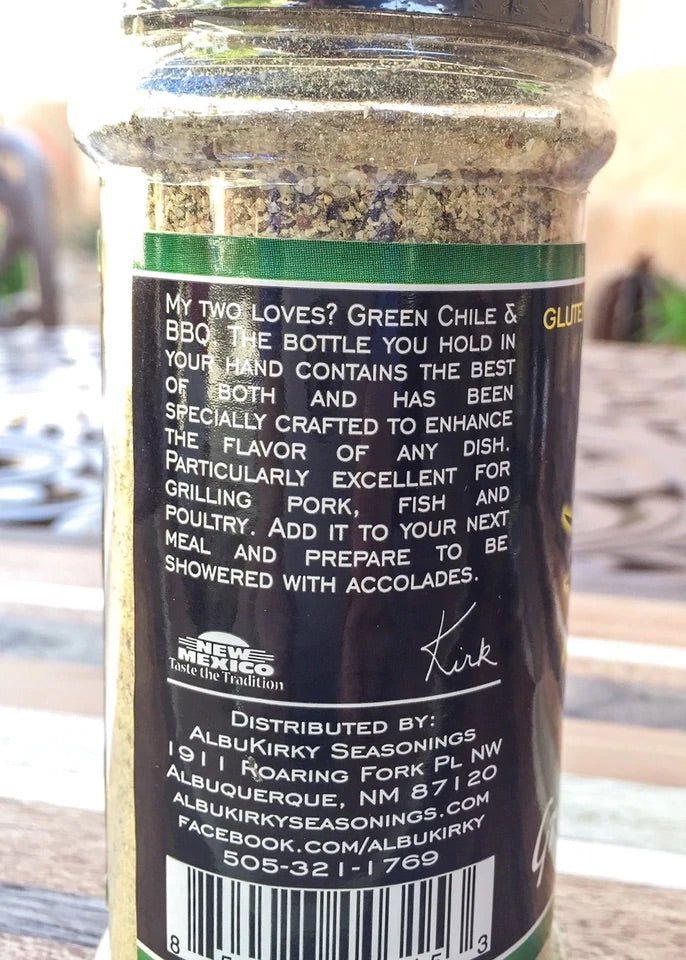 MY TWO LOVES? GREEN CHILE &
BBQ. THE BOTTLE YOU HOLD IN
YOUR HAND CONTAINS THE BEST
OF BOTH AND HAS BEEN
SPECIALLY CRAFTED TO ENHANCE
THE FLAVOR OF ANY DISH.
PARTICULARLY EXCELLENT FOR
GRILLING PORK, FISH AND
POULTRY. ADD IT TO YOUR NEXT
MEAL AND PREPARE TO BE
SHOWERED WITH ACCOLADES.
NEW
MEXICO
Taste the Tradition
Kirk
DISTRIBUTED BY:
ALBUKIRKY SEASONINGS
1911 ROARING FORK PL NW
ALBUQUERQUE, NM 87120
ALBUKIRKYSEASONINGS.COM
FACEBOOK.COM/ALBUKIRKY
505-321-1769